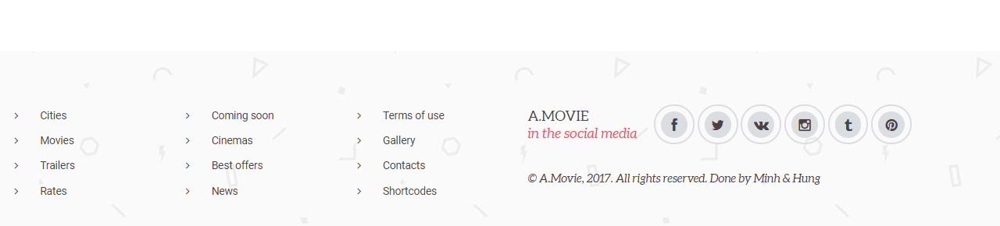 Cities
Movies
Trailers
Rates
Coming soon
Cinemas
Best offers
News
Terms of use
Gallery
Contacts
Shortcodes
A.MOVIE
in the social media
© A.Movie, 2017. All rights reserved. Done by Minh & Hung